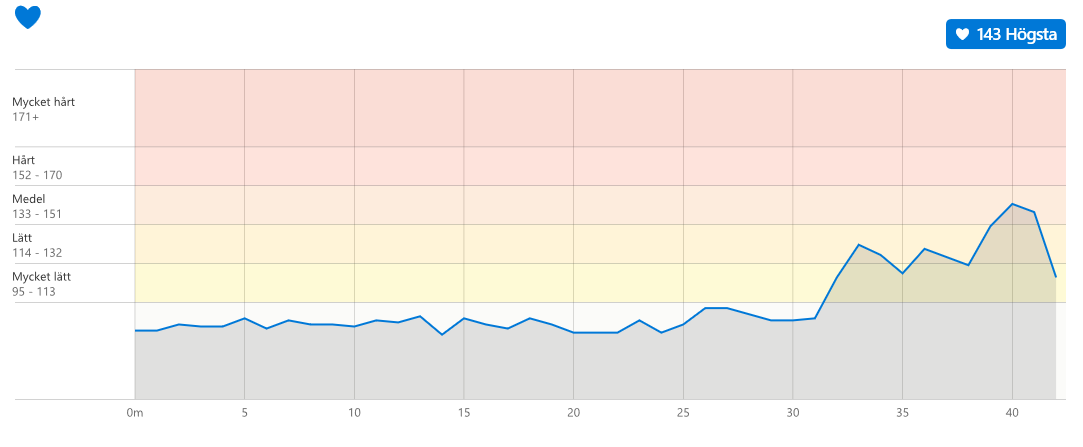 143 Högsta
Mycket hårt
171+
Hårt
152 - 170
Medel
133 - 151
Lätt
114 - 132
Mycket lätt
95 - 113
0m 5 10 15 20 25 30 35 40